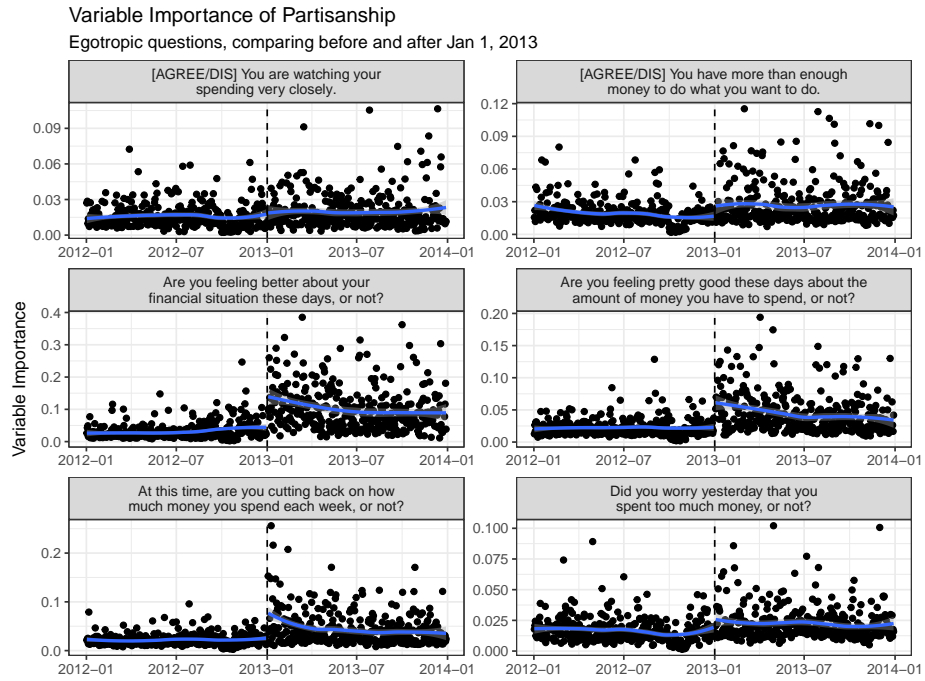 Variable Importance of Partisanship
Egotropic questions, comparing before and after Jan 1, 2013
[AGREE/DIS] You are watching your
spending very closely.
[AGREE/DIS] You have more than enough
money to do what you want to do.
0.09
0.06
0.03
0.00
2012–01 2012–07 2013–01 2013–07 2014–01
0.12
0.09
0.06
0.03
0.00
2012–01 2012–07 2013–01 2013–07 2014–01
Are you feeling better about your
financial situation these days, or not?
Are you feeling pretty good these days about the
amount of money you have to spend, or not?
Variable Importance
0.4
0.3
0.2
0.1
0.0
2012–01 2012–07 2013–01 2013–07 2014–01
0.20
0.15
0.10
0.05
0.00
2012–01 2012–07 2013–01 2013–07 2014–01
At this time, are you cutting back on how
much money you spend each week, or not?
Did you worry yesterday that you
spent too much money, or not?
0.2
0.1
0.0
2012–01 2012–07 2013–01 2013–07 2014–01
0.100
0.075
0.050
0.025
0.000
2012–01 2012–07 2013–01 2013–07 2014–01